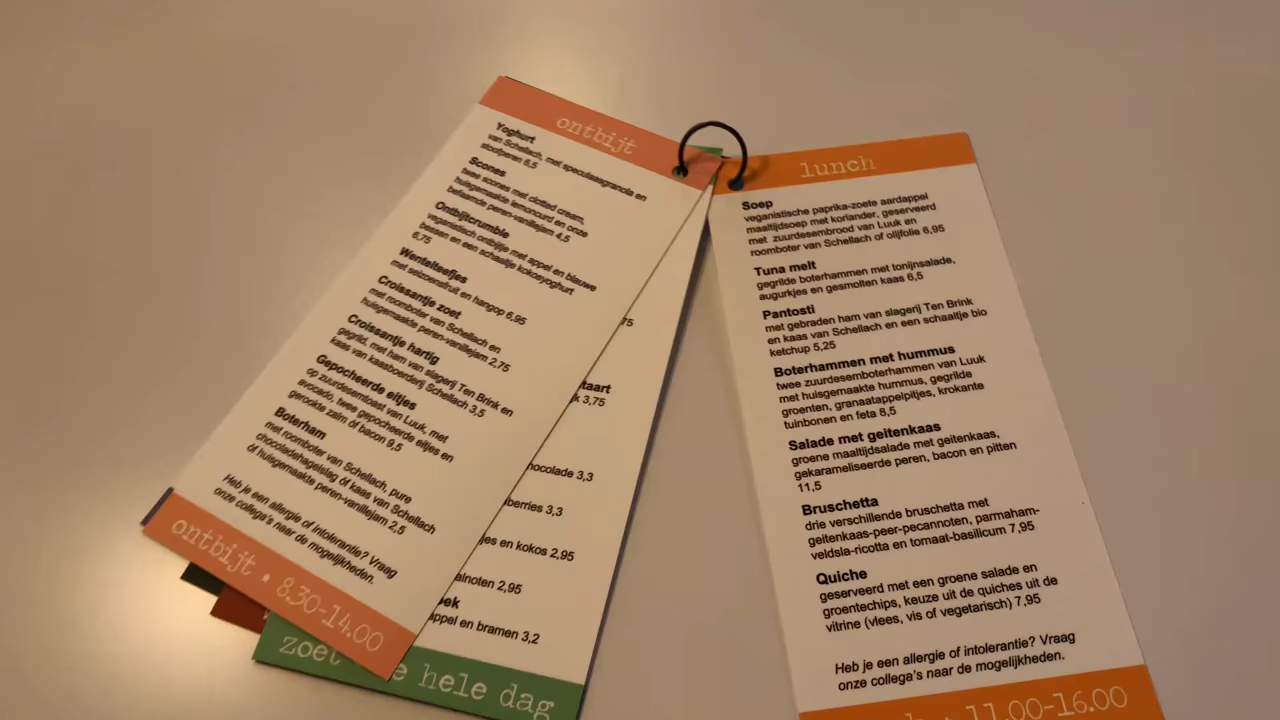 ontbijt
Yoghurt
van Schellach, met speculaasgranola en
stoofperen 6,5
Scones
twee scones met clotted cream,
huisgemaakte lemoncurd en onze
befaamde peren-vanillejam 4,5
Ontbijtcrumble
veganistisch ontbijtje met appel en blauwe
bessen en een schaaltje kokosyoghurt
6,75
Wentelteefjes
met seizoensfruit en hangop 6,95
Croissantje zoet
met roomboter van Schellach en
huisgemaakte peren-vanillejam 2,75
Croissantje hartig
gegrild, met ham van slagerij Ten Brink en
kaas van kaasboerderij Schellach 3,5
Gepocheerde eitjes
op zuurdesemtoast van Luuk, met
avocado, twee gepocheerde eitjes en
gerookte zalm óf bacon 9,5
Boterham
met roomboter van Schellach, pure
chocoladehagelslag óf kaas van Schellach
óf huisgemaakte peren-vanillejam 2,5
Heb je een allergie of intolerantie? Vraag
onze collega's naar de mogelijkheden.
ontbijt • 8.30-14.00
75
taart
k 3,75
hocolade 3,3
berries 3,3
jes en kokos 2,95
alnoten 2,95
oek
appel en bramen 3,2
zoet e hele dag
lunch
Soep
veganistische paprika-zoete aardappel
maaltijdsoep met koriander, geserveerd
met zuurdesembrood van Luuk en
roomboter van Schellach of olijfolie 6,95
Tuna melt
gegrilde boterhammen met tonijnsalade,
augurkjes en gesmolten kaas 6,5
Pantosti
met gebraden ham van slagerij Ten Brink
en kaas van Schellach en een schaaltje bio
ketchup 5,25
Boterhammen met hummus
twee zuurdesemboterhammen van Luuk
met huisgemaakte hummus, gegrilde
groenten, granaatappelpitjes, krokante
tuinbonen en feta 8,5
Salade met geitenkaas
groene maaltijdsalade met geitenkaas,
gekarameliseerde peren, bacon en pitten
11,5
Bruschetta
drie verschillende bruschetta met
geitenkaas-peer-pecannoten, parmaham-
veldsla-ricotta en tomaat-basilicum 7,95
Quiche
geserveerd met een groene salade en
groentechips, keuze uit de quiches uit de
vitrine (vlees, vis of vegetarisch) 7,95
Heb je een allergie of intolerantie? Vraag
onze collega's naar de mogelijkheden.
11.00-16.00